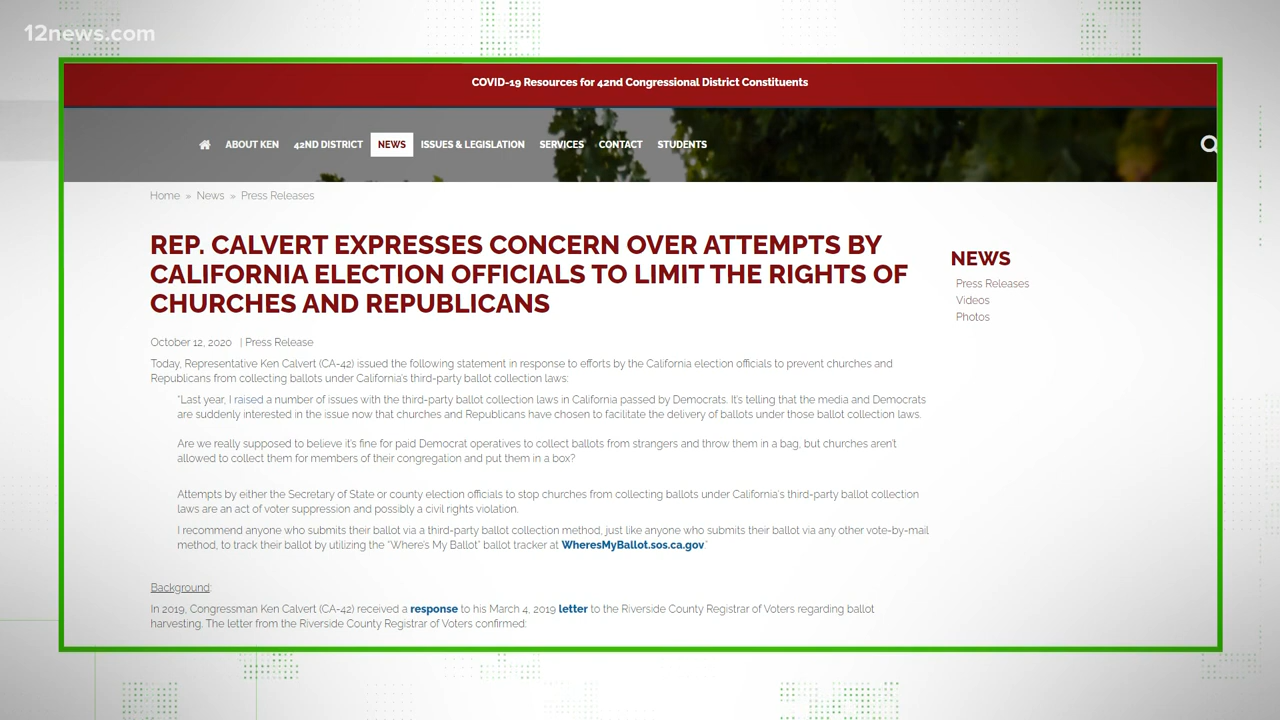 12news.com
COVID-19 Resources for 42nd Congressional District Constituents
ABOUT KEN 42ND DISTRICT NEWS ISSUES & LEGISLATION SERVICES CONTACT STUDENTS
Home » News » Press Releases
REP. CALVERT EXPRESSES CONCERN OVER ATTEMPTS BY
CALIFORNIA ELECTION OFFICIALS TO LIMIT THE RIGHTS OF
CHURCHES AND REPUBLICANS
October 12, 2020 | Press Release
Today, Representative Ken Calvert (CA-42) issued the following statement in response to efforts by the California election officials to prevent churches and
Republicans from collecting ballots under California's third-party ballot collection laws:
"Last year, I raised a number of issues with the third-party ballot collection laws in California passed by Democrats. It's telling that the media and Democrats
are suddenly interested in the issue now that churches and Republicans have chosen to facilitate the delivery of ballots under those ballot collection laws.
Are we really supposed to believe it's fine for paid Democrat operatives to collect ballots from strangers and throw them in a bag, but churches aren't
allowed to collect them for members of their congregation and put them in a box?
Attempts by either the Secretary of State or county election officials to stop churches from collecting ballots under California's third-party ballot collection
laws are an act of voter suppression and possibly a civil rights violation.
I recommend anyone who submits their ballot via a third-party ballot collection method, just like anyone who submits their ballot via any other vote-by-mail
method, to track their ballot by utilizing the "Where's My Ballot" ballot tracker at WheresMyBallot.sos.ca.gov"
Background:
In 2019, Congressman Ken Calvert (CA-42) received a response to his March 4, 2019 letter to the Riverside County Registrar of Voters regarding ballot
harvesting. The letter from the Riverside County Registrar of Voters confirmed:
NEWS
Press Releases
Videos
Photos